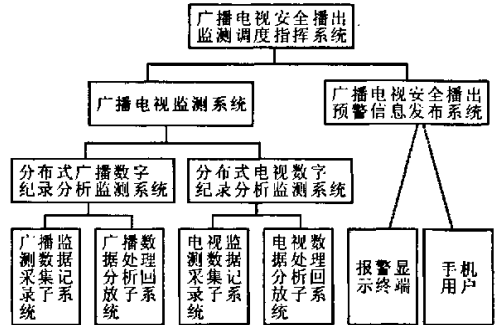 广播电视安全播出
监测调度指挥系统
广播电视监测系统
广播电视安全播出
预警信息发布系统
分布式广播数字
纪录分析监测系统
分布式电视数字
纪录分析监测系统
广播监
测数据
采集记
录子系
统
广播数
据处理
分析回
放子系
统
电视监
测数据
采集记
录子系
统
电视数
据处理
分析回
放子系
统
报警显
示终端
手机
用户